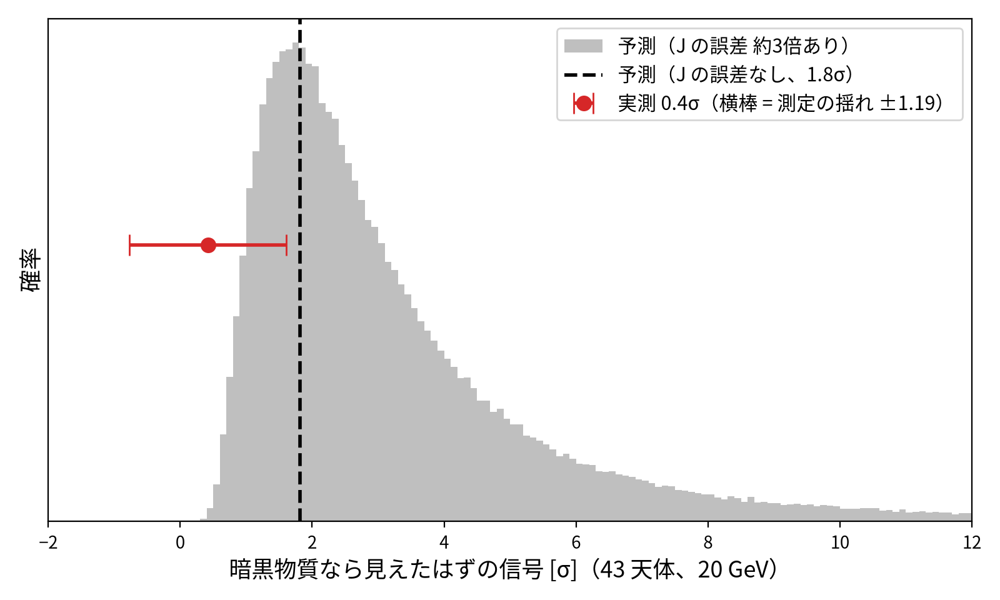 予測（J の誤差 約3倍あり）
予測（J の誤差なし、1.8σ）
実測 0.4σ（横棒 = 測定の揺れ ±1.19）
確率
−2 0 2 4 6 8 10 12
暗黒物質なら見えたはずの信号 [σ]（43 天体、20 GeV）